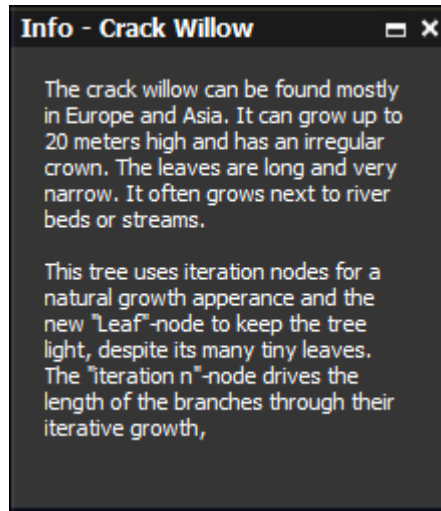 Info - Crack Willow
The crack willow can be found mostly
in Europe and Asia. It can grow up to
20 meters high and has an irregular
crown. The leaves are long and very
narrow. It often grows next to river
beds or streams.
This tree uses iteration nodes for a
natural growth apperance and the
new "Leaf"-node to keep the tree
light, despite its many tiny leaves.
The "iteration n"-node drives the
length of the branches through their
iterative growth,